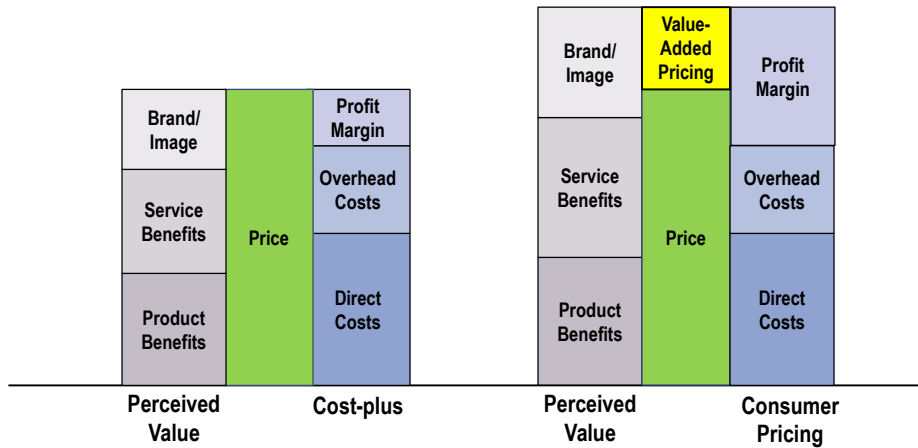 Brand/
Image
Service
Benefits
Product
Benefits
Price
Profit
Margin
Overhead
Costs
Direct
Costs
Perceived
Value
Cost-plus
Brand/
Image
Service
Benefits
Product
Benefits
Value-
Added
Pricing
Price
Profit
Margin
Overhead
Costs
Direct
Costs
Perceived
Value
Consumer
Pricing